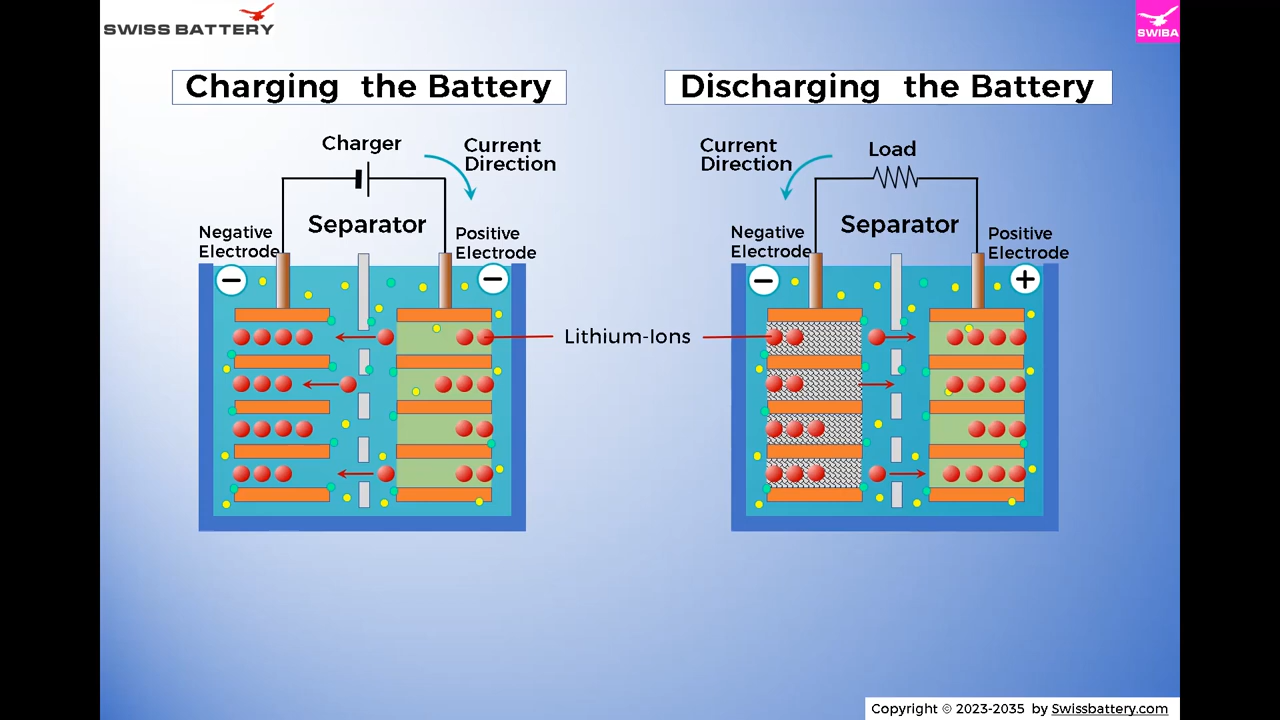 SWISS BATTERY
SWIBA
Charging the Battery
Discharging the Battery
Charger
Current
Direction
Separator
Negative
Electrode
Positive
Electrode
−
−
Current
Direction
Load
Separator
Negative
Electrode
Positive
Electrode
−
+
Lithium-Ions
Copyright © 2023-2035 by Swissbattery.com